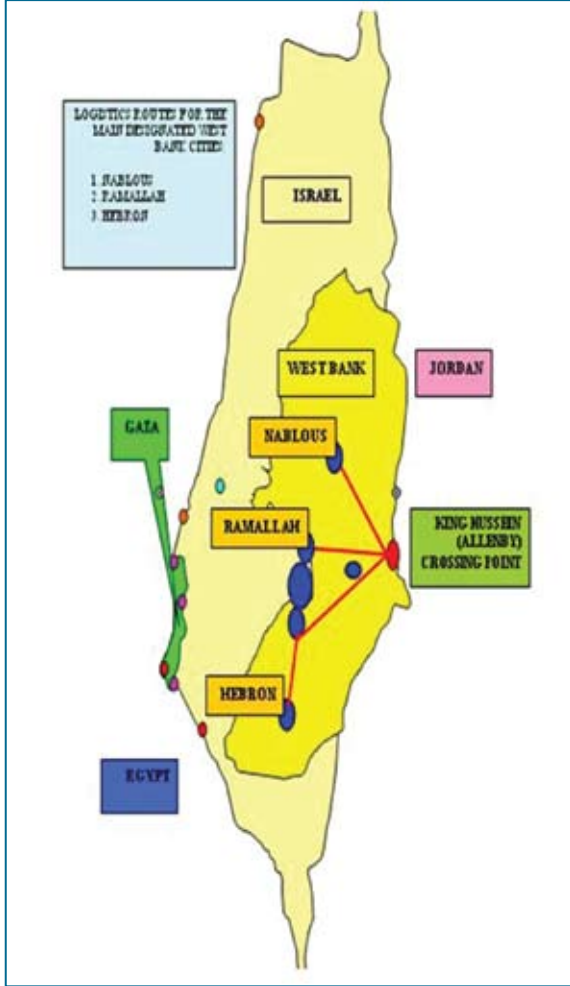 LOGISTICS ROUTES FOR THE
MAIN DESIGNATED WEST
BANK CITIES
1. NABLOUS
2. RAMALLAH
3. HEBRON
ISRAEL
WEST BANK
JORDAN
GAZA
NABLOUS
RAMALLAH
KING HUSSEIN
(ALLENBY)
CROSSING POINT
HEBRON
EGYPT